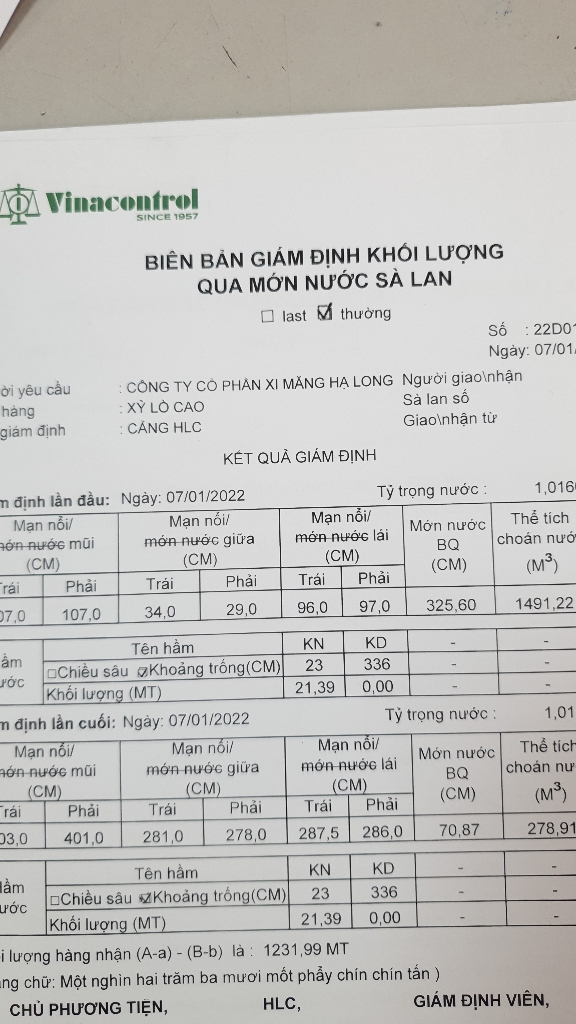 Vinacontrol
SINCE 1957
BIÊN BẢN GIÁM ĐỊNH KHỐI LƯỢNG
QUA MỚN NƯỚC SÀ LAN
☐ last ☑ thường
Số : 22D01
Ngày: 07/01/
ời yêu cầu : CÔNG TY CỔ PHẦN XI MĂNG HẠ LONG Người giao\nhận
hàng : XỶ LÒ CAO Sà lan số
giám định : CẢNG HLC Giao\nhận từ
KẾT QUẢ GIÁM ĐỊNH
m định lần đầu: Ngày: 07/01/2022 Tỷ trọng nước : 1,0160
Mạn nổi/ Mạn nổi/ Mạn nổi/ Mớn nước Thể tích
mớn nước mũi mớn nước giữa mớn nước lái BQ choán nướ
(CM) (CM) (CM) (CM) (M³)
Trái Phải Trái Phải Trái Phải
07,0 107,0 34,0 29,0 96,0 97,0 325,60 1491,22
ầm Tên hầm KN KD - -
ước ☐Chiều sâu ☑Khoảng trống(CM) 23 336 - -
Khối lượng (MT) 21,39 0,00 - -
m định lần cuối: Ngày: 07/01/2022 Tỷ trọng nước : 1,01
Mạn nổi/ Mạn nổi/ Mạn nổi/ Mớn nước Thể tích
mớn nước mũi mớn nước giữa mớn nước lái BQ choán nư
(CM) (CM) (CM) (CM) (M³)
Trái Phải Trái Phải Trái Phải
03,0 401,0 281,0 278,0 287,5 286,0 70,87 278,91
Hầm Tên hầm KN KD - -
ước ☐Chiều sâu ☑Khoảng trống(CM) 23 336 - -
Khối lượng (MT) 21,39 0,00 - -
i lượng hàng nhận (A-a) - (B-b) là : 1231,99 MT
ng chữ: Một nghìn hai trăm ba mươi mốt phẩy chín chín tấn )
CHỦ PHƯƠNG TIỆN, HLC, GIÁM ĐỊNH VIÊN,